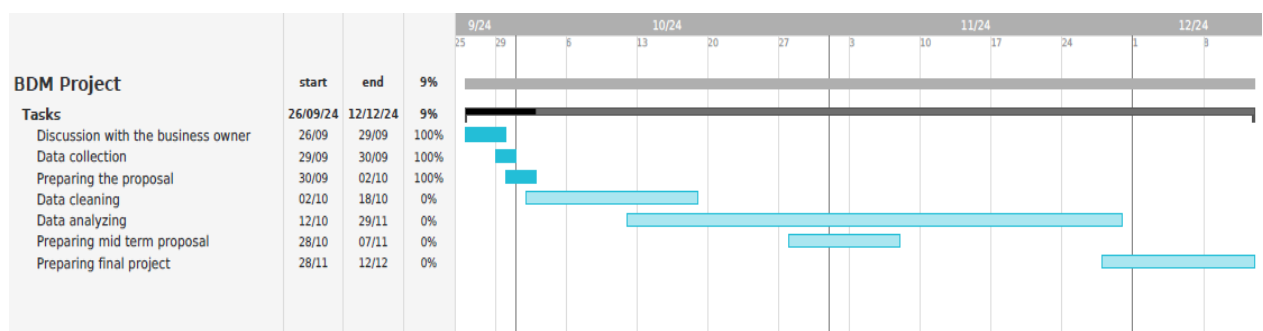 9/24 10/24 11/24 12/24
25 29 6 13 20 27 3 10 17 24 1 8
BDM Project start end 9%
Tasks 26/09/24 12/12/24 9%
Discussion with the business owner 26/09 29/09 100%
Data collection 29/09 30/09 100%
Preparing the proposal 30/09 02/10 100%
Data cleaning 02/10 18/10 0%
Data analyzing 12/10 29/11 0%
Preparing mid term proposal 28/10 07/11 0%
Preparing final project 28/11 12/12 0%